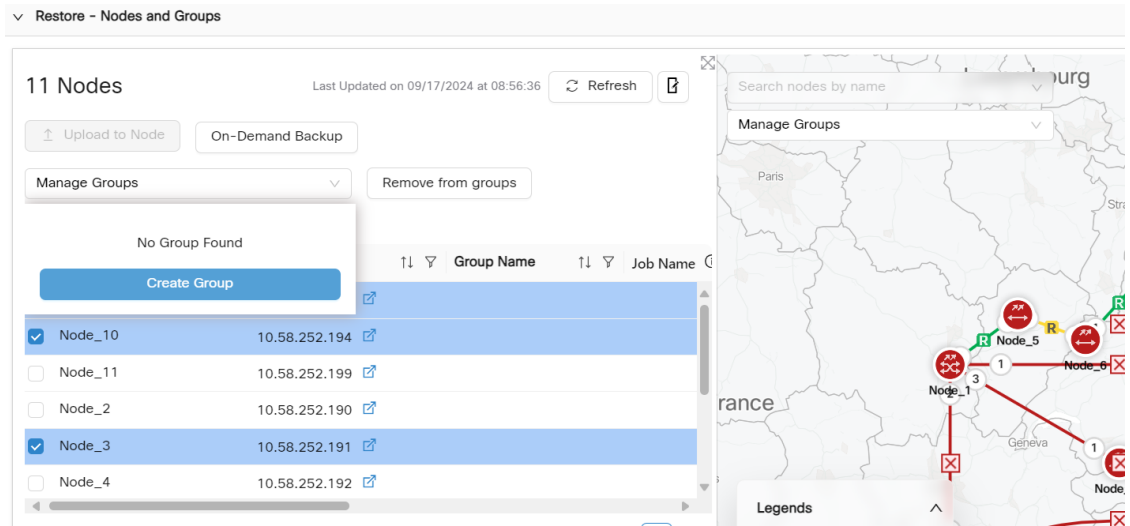 Restore - Nodes and Groups
11 Nodes
Last Updated on 09/17/2024 at 08:56:36
Refresh
Upload to Node
On-Demand Backup
Manage Groups
Remove from groups
No Group Found
Create Group
Group Name
Job Name
Node_10
10.58.252.194
Node_11
10.58.252.199
Node_2
10.58.252.190
Node_3
10.58.252.191
Node_4
10.58.252.192
Search nodes by name
Manage Groups
ourg
Paris
Stra
R
R
R
Node_5
1
Node_6
Node_1
3
2
rance
Geneva
1
Node_
Legends